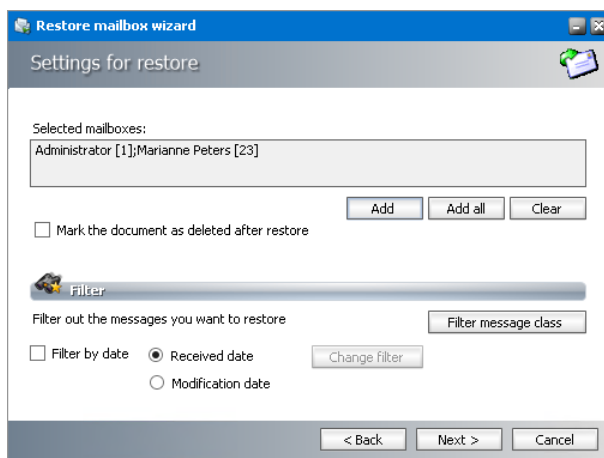 Restore mailbox wizard
Settings for restore
Selected mailboxes:
Administrator [1];Marianne Peters [23]
Add Add all Clear
Mark the document as deleted after restore
Filter
Filter out the messages you want to restore
Filter message class
Filter by date Received date Change filter
Modification date
< Back Next > Cancel